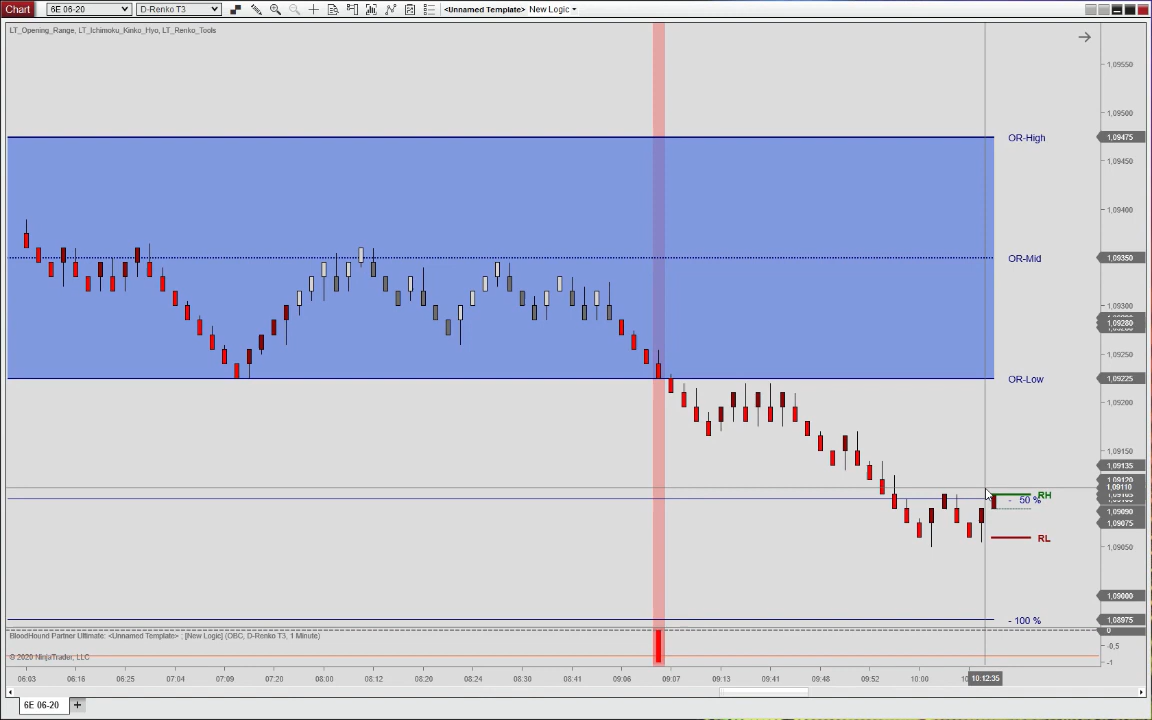 Chart 6E 06-20 D-Renko T3 <Unnamed Template> New Logic
LT_Opening_Range, LT_Ichimoku_Kinko_Hyo, LT_Renko_Tools
1,09550
1,09500
OR-High 1,09475
1,09450
1,09400
OR-Mid 1,09350
1,09300
1,09280
1,09250
OR-Low 1,09225
1,09200
1,09150
1,09135
1,09120
1,09110
RH
- 50 %
1,09090
1,09075
RL
1,09050
1,09000
- 100 % 1,08975
0
BloodHound Partner Ultimate: <Unnamed Template> ; [New Logic] (OBC, D-Renko T3, 1 Minute)
-0,5
© 2020 NinjaTrader, LLC
-1
06:03 06:16 06:25 07:04 07:09 07:20 08:00 08:12 08:24 08:30 08:36 09:02 09:06 09:07 09:13 09:41 09:48 09:52 10:00 10:12:35
6E 06-20 +